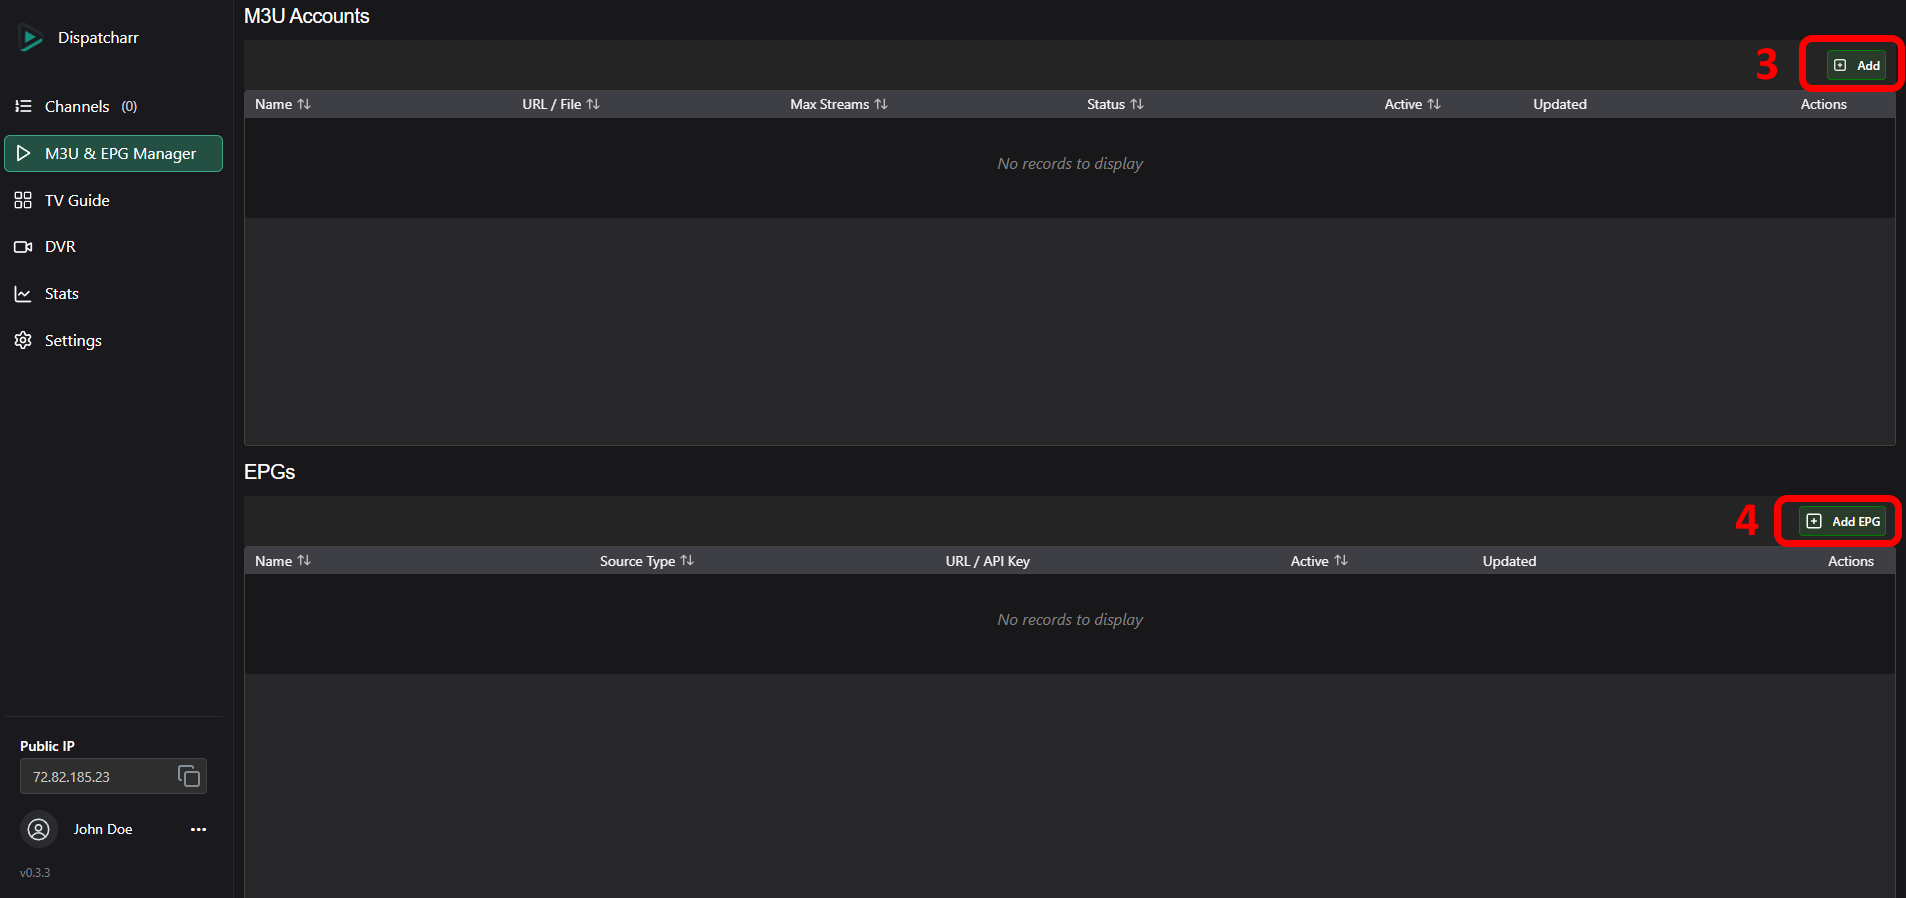 Dispatcharr
Channels (0)
M3U & EPG Manager
TV Guide
DVR
Stats
Settings
Public IP
72.82.185.23
John Doe
v0.3.3
M3U Accounts
3
Add
Name URL / File Max Streams Status Active Updated Actions
No records to display
EPGs
4
Add EPG
Name Source Type URL / API Key Active Updated Actions
No records to display